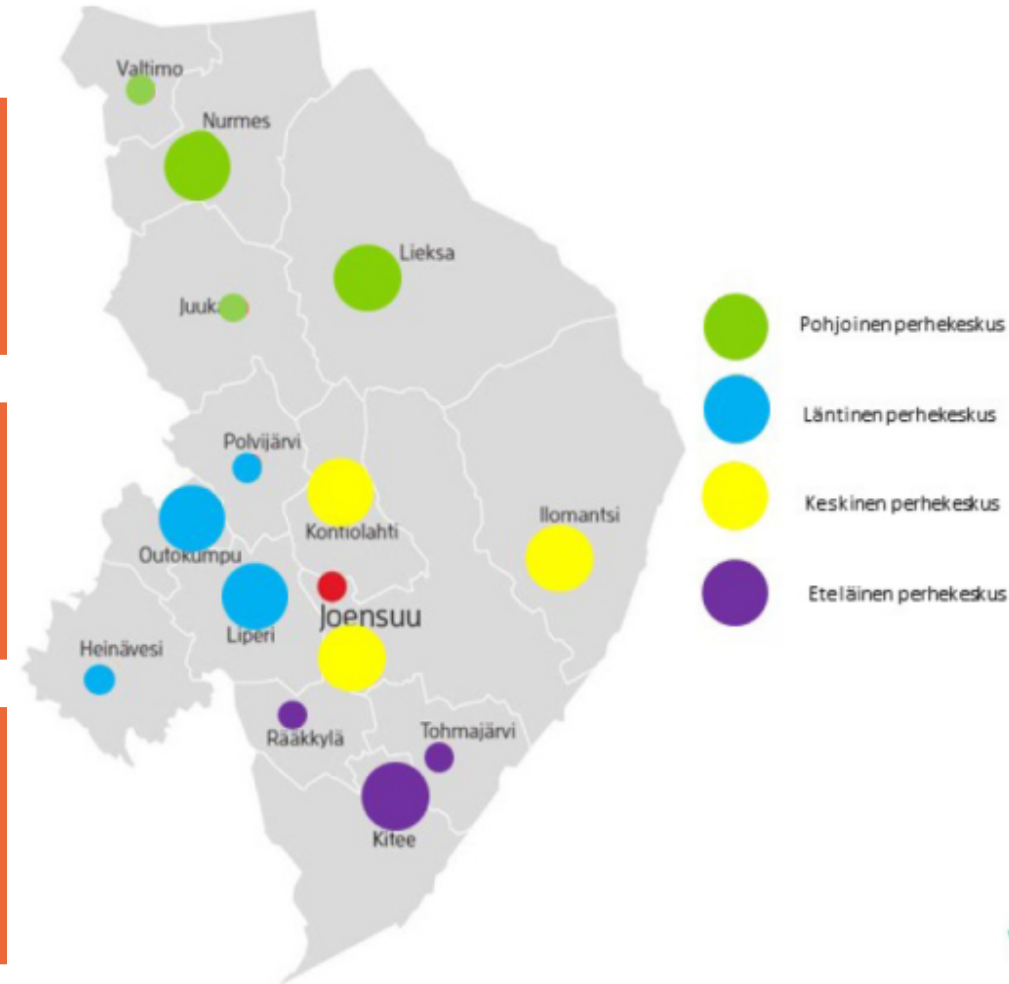 Valtimo
Nurmes
Lieksa
Juuk
Pohjoinen perhekeskus
Läntinen perhekeskus
Polvijärvi
Keskinen perhekeskus
Ilomantsi
Kontiolahti
Outokumpu
Eteläinen perhekeskus
Joensuu
Liperi
Heinävesi
Rääkkylä
Tohmajärvi
Kitee